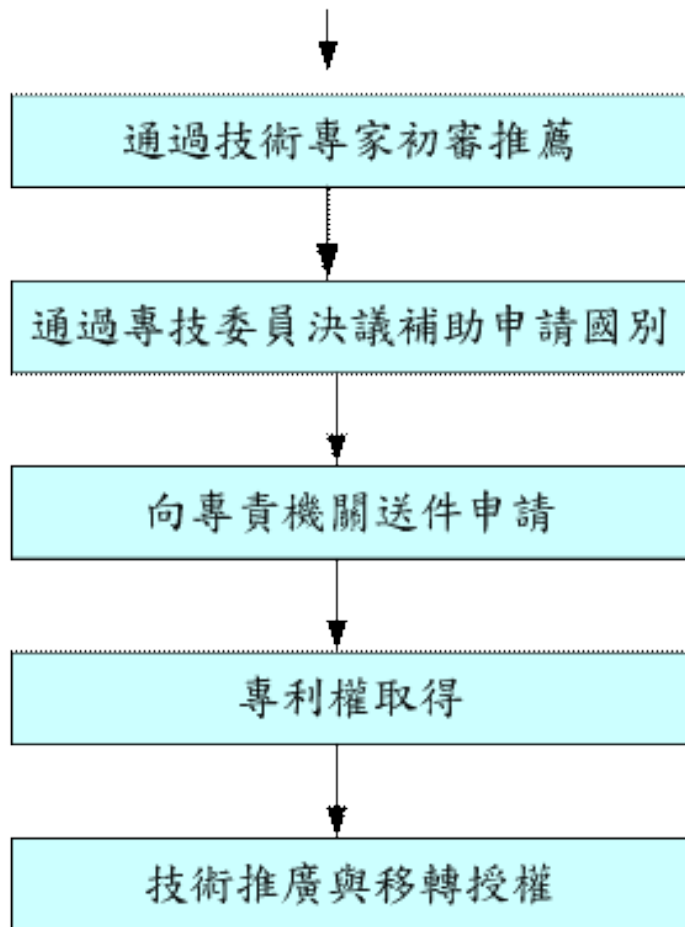 通過技術專家初審推薦
通過專技委員決議補助申請國別
向專責機關送件申請
專利權取得
技術推廣與移轉授權